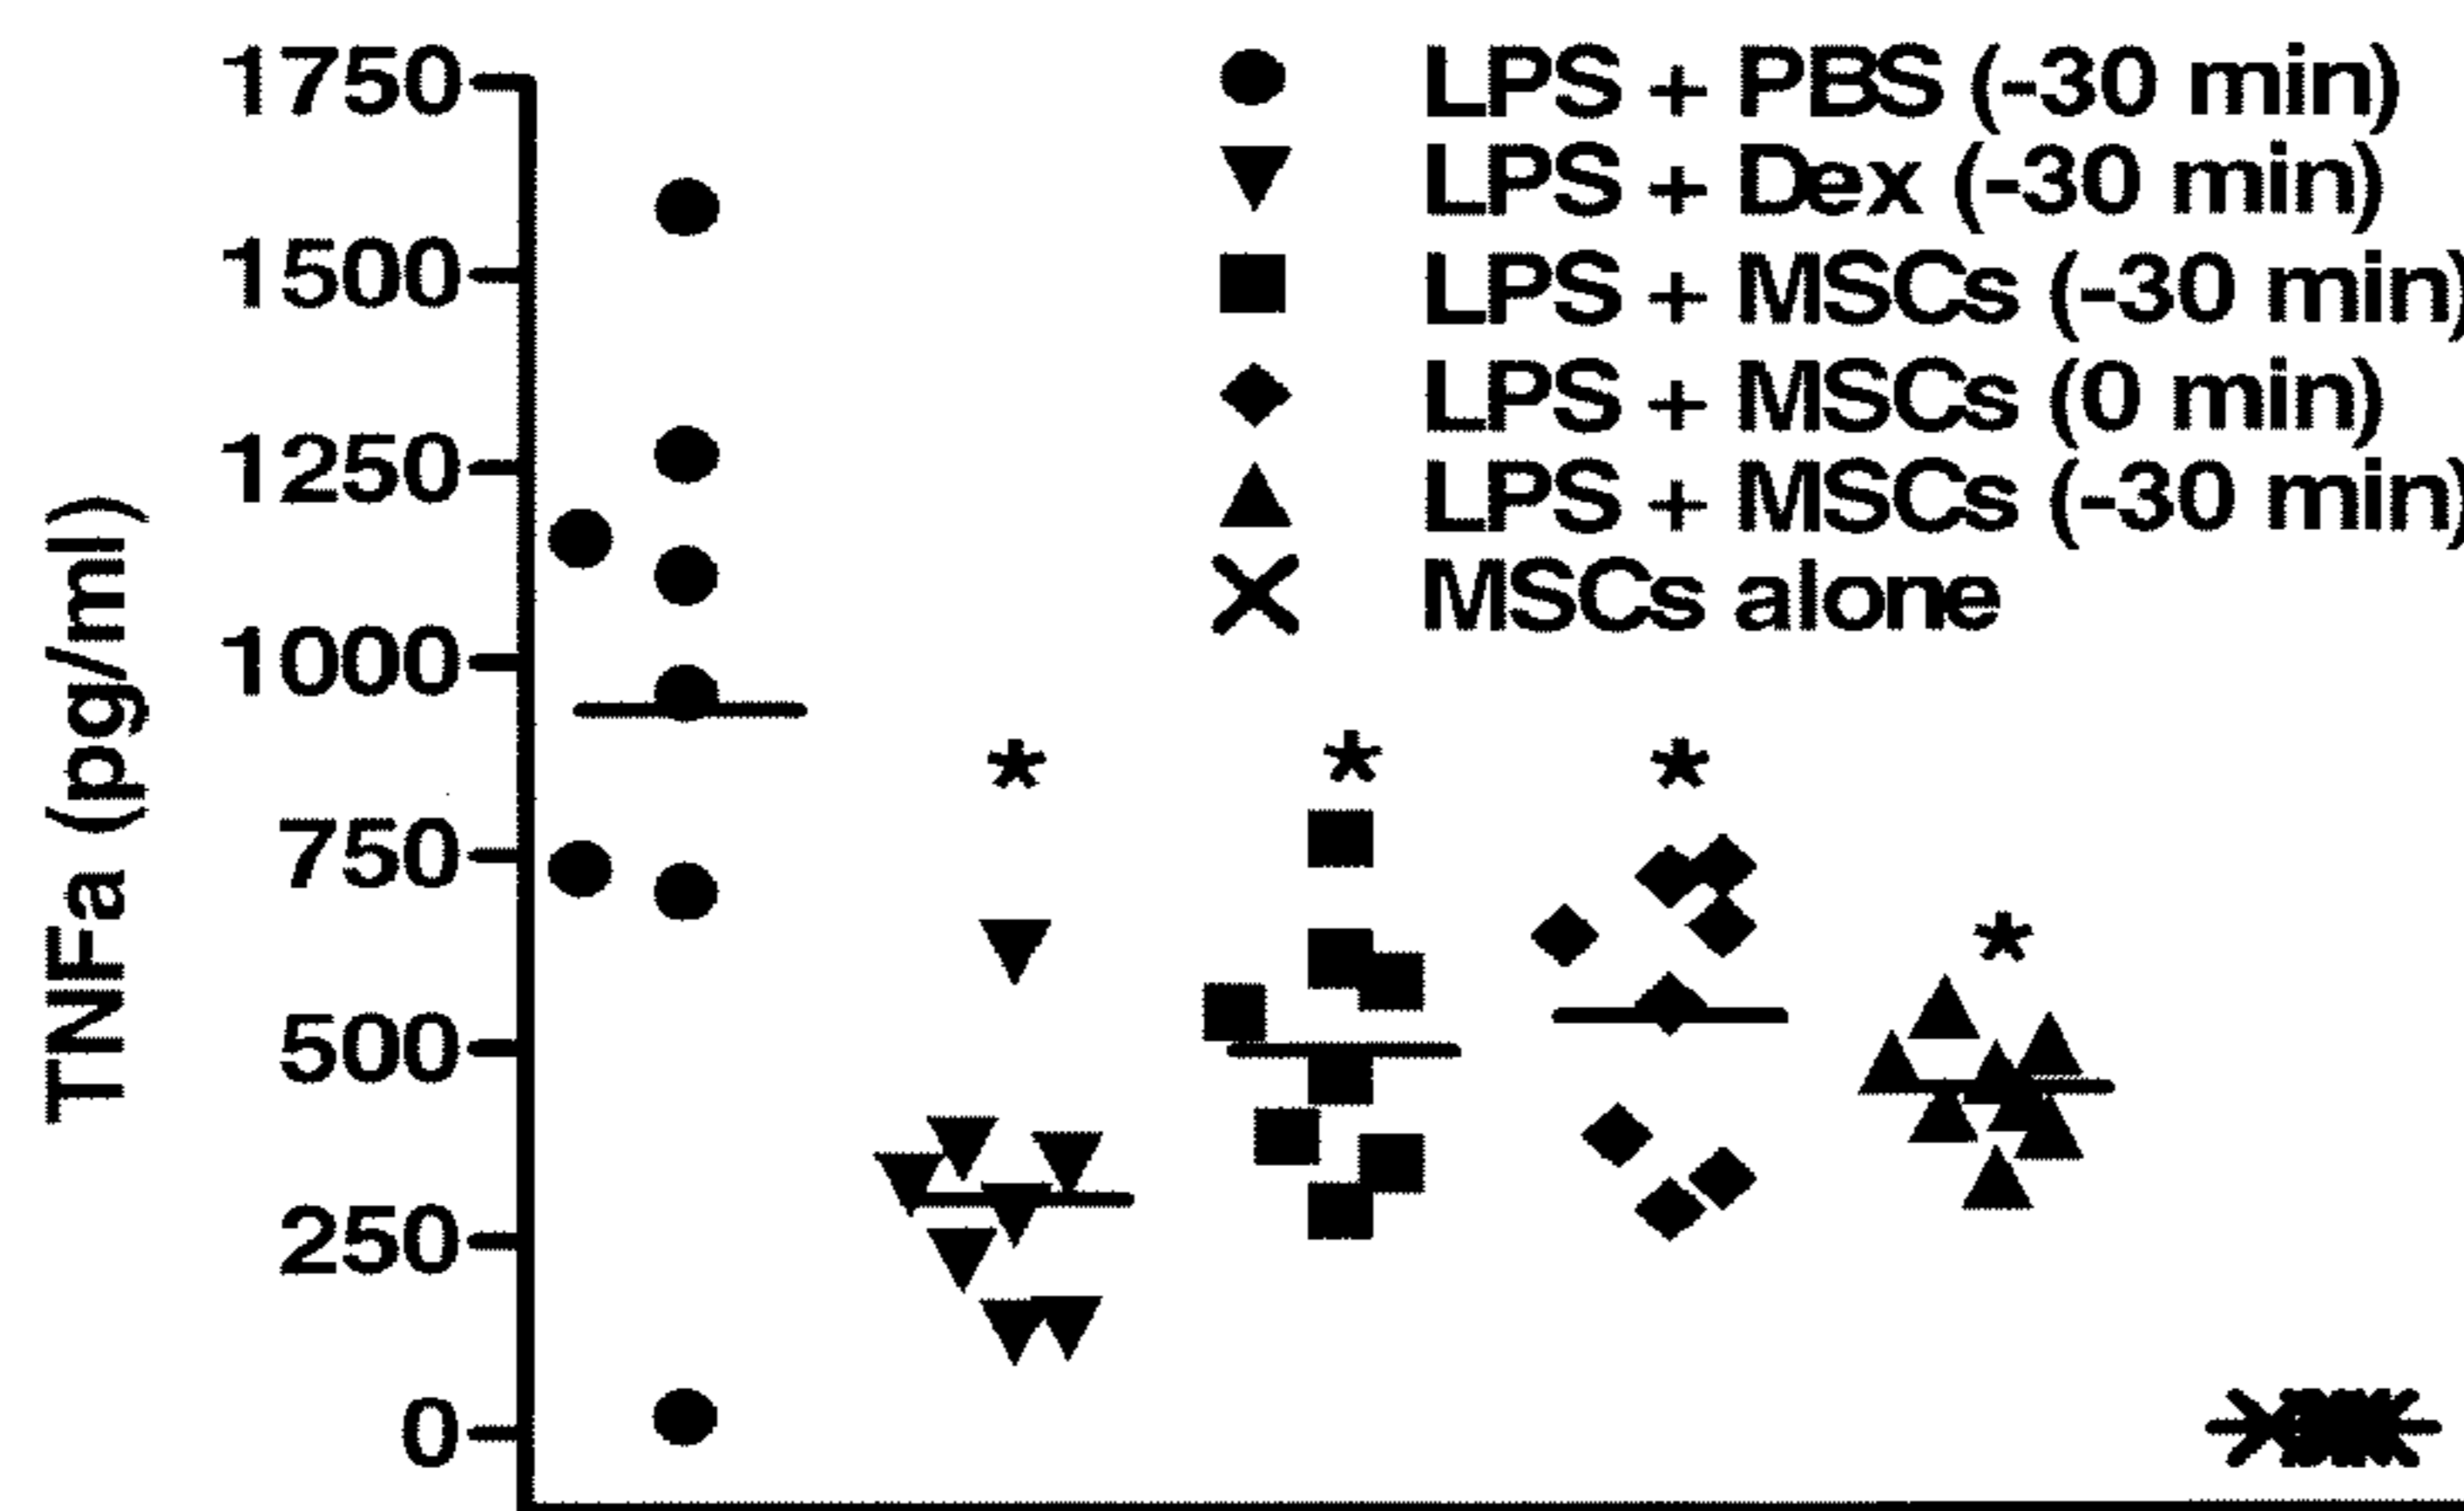 1750
1500
1250
1000
750
500
250
0
TNFa (pg/ml)
LPS + PBS (-30 min)
LPS + Dex (-30 min)
LPS + MSCs (-30 min)
LPS + MSCs (0 min)
LPS + MSCs (-30 min)
MSCs alone
* * * *